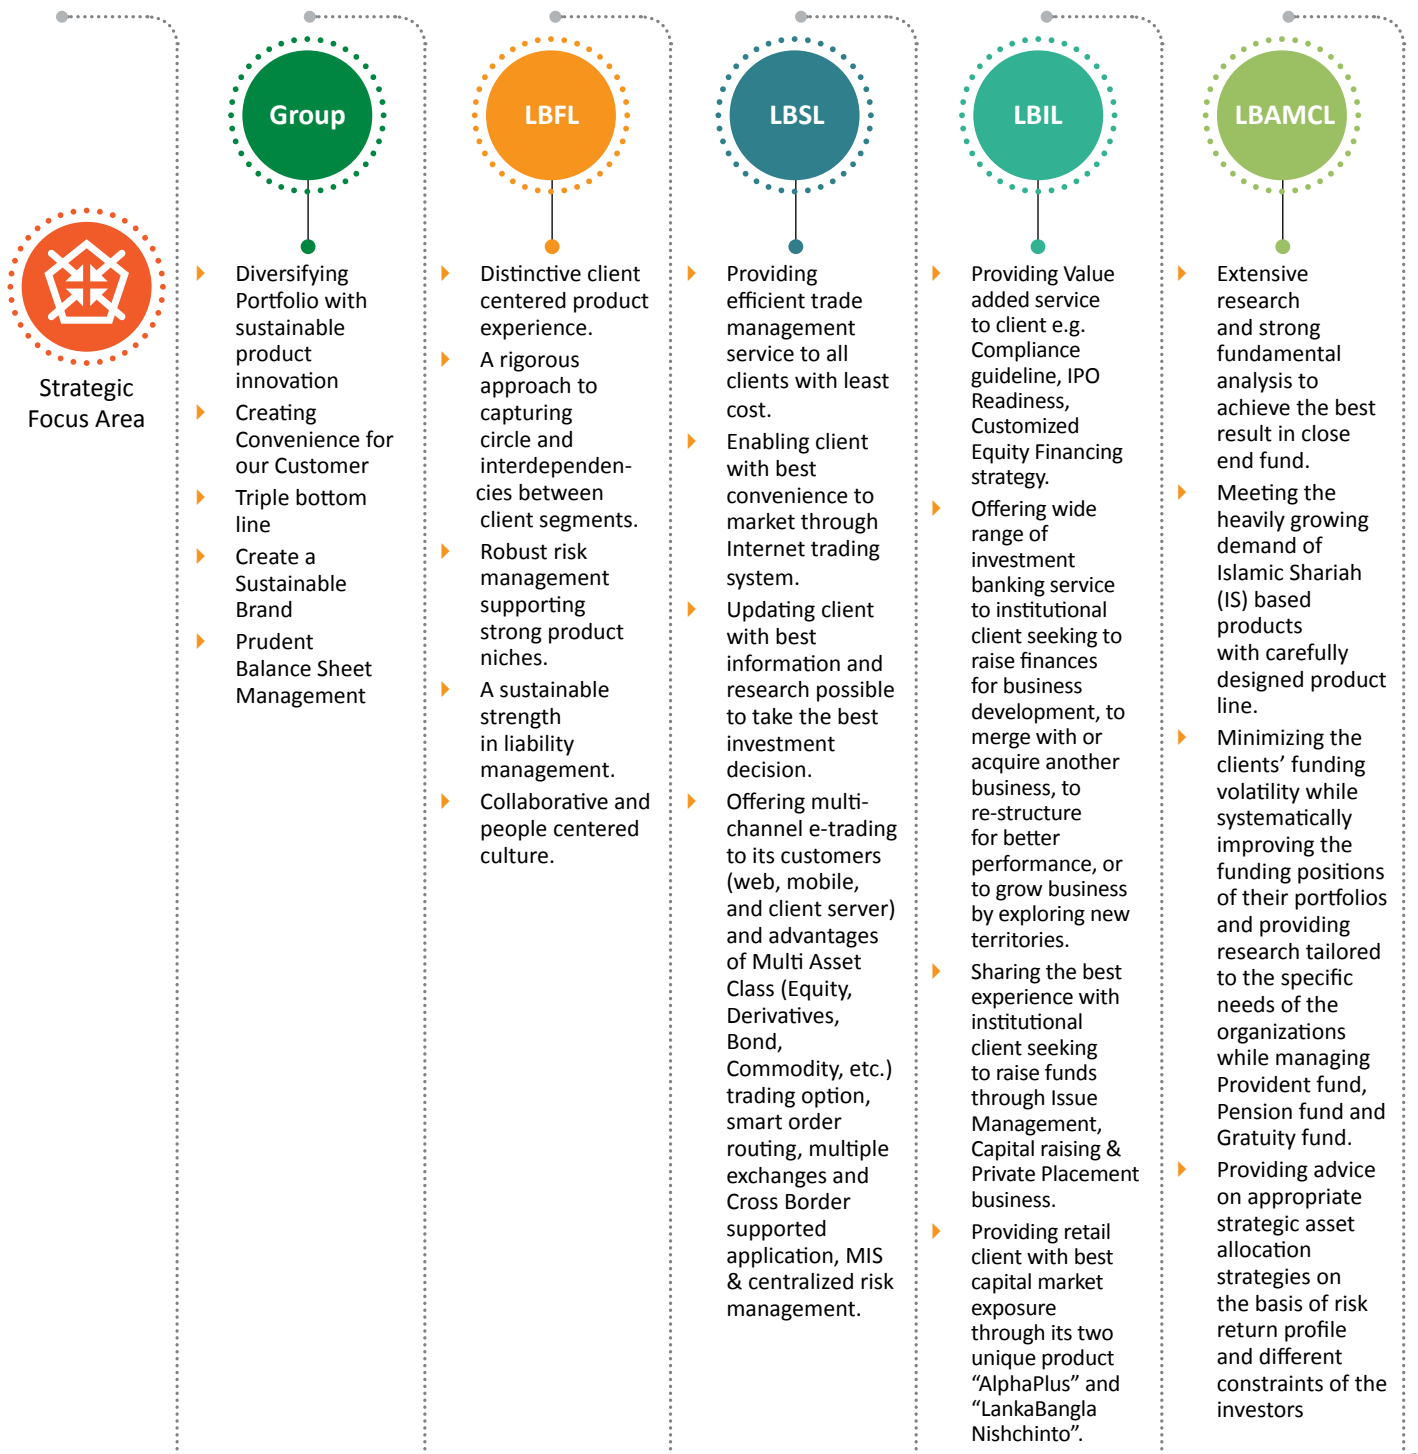 Strategic
Focus Area
Group
Diversifying
Portfolio with
sustainable
product
innovation
Creating
Convenience for
our Customer
Triple bottom
line
Create a
Sustainable
Brand
Prudent
Balance Sheet
Management
LBFL
Distinctive client
centered product
experience.
A rigorous
approach to
capturing
circle and
interdependen-
cies between
client segments.
Robust risk
management
supporting
strong product
niches.
A sustainable
strength
in liability
management.
Collaborative and
people centered
culture.
LBSL
Providing
efficient trade
management
service to all
clients with least
cost.
Enabling client
with best
convenience to
market through
Internet trading
system.
Updating client
with best
information and
research possible
to take the best
investment
decision.
Offering multi-
channel e-trading
to its customers
(web, mobile,
and client server)
and advantages
of Multi Asset
Class (Equity,
Derivatives,
Bond,
Commodity, etc.)
trading option,
smart order
routing, multiple
exchanges and
Cross Border
supported
application, MIS
& centralized risk
management.
LBIL
Providing Value
added service
to client e.g.
Compliance
guideline, IPO
Readiness,
Customized
Equity Financing
strategy.
Offering wide
range of
investment
banking service
to institutional
client seeking to
raise finances
for business
development, to
merge with or
acquire another
business, to
re-structure
for better
performance, or
to grow business
by exploring new
territories.
Sharing the best
experience with
institutional
client seeking
to raise funds
through Issue
Management,
Capital raising &
Private Placement
business.
Providing retail
client with best
capital market
exposure
through its two
unique product
“AlphaPlus” and
“LankaBangla
Nishchinto”.
LBAMCL
Extensive
research
and strong
fundamental
analysis to
achieve the best
result in close
end fund.
Meeting the
heavily growing
demand of
Islamic Shariah
(IS) based
products
with carefully
designed product
line.
Minimizing the
clients’ funding
volatility while
systematically
improving the
funding positions
of their portfolios
and providing
research tailored
to the specific
needs of the
organizations
while managing
Provident fund,
Pension fund and
Gratuity fund.
Providing advice
on appropriate
strategic asset
allocation
strategies on
the basis of risk
return profile
and different
constraints of the
investors